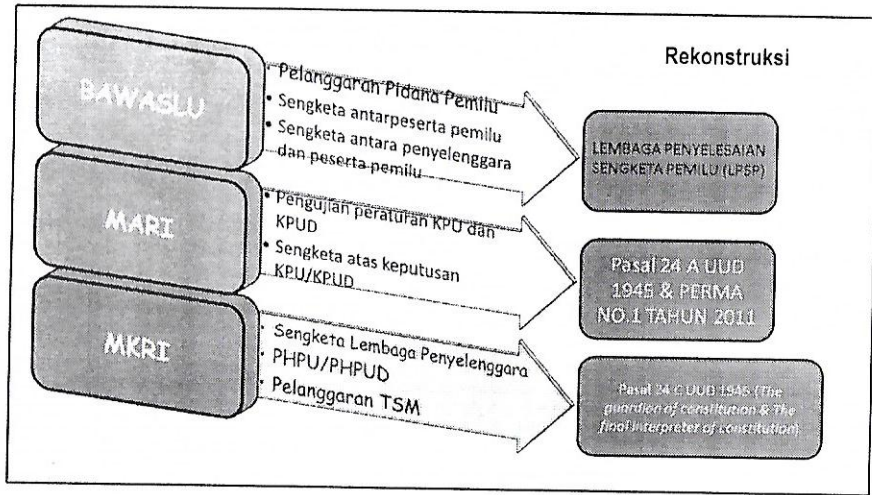 Rekonstruksi
BAWASLU
• Pelanggaran Pidana Pemilu
• Sengketa antarpeserta pemilu
• Sengketa antara penyelenggara
dan peserta pemilu
LEMBAGA PENYELESAIAN
SENGKETA PEMILU (LPSP)
MARI
• Pengujian peraturan KPU dan
KPUD
• Sengketa atas keputusan
KPU/KPUD
Pasal 24 A UUD
1945 & PERMA
NO.1 TAHUN 2011
MKRI
• Sengketa Lembaga Penyelenggara
• PHPU/PHPUD
• Pelanggaran TSM
Pasal 24 C UUD 1945 (The
guardian of constitution & The
final interpreter of constitution)